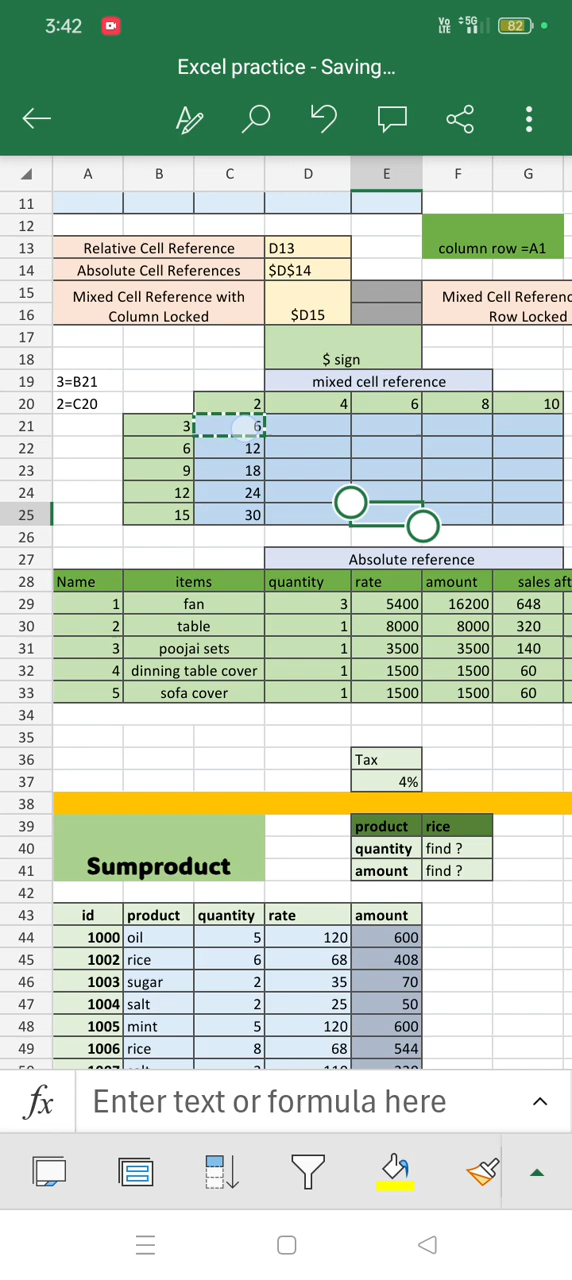 3:42 Vo LTE 5G 82
Excel practice - Saving...
A B C D E F G
11
12
13 Relative Cell Reference D13 column row =A1
14 Absolute Cell References $D$14
15 Mixed Cell Reference with Mixed Cell Referenc
16 Column Locked $D15 Row Locked
17
18 $ sign
19 3=B21 mixed cell reference
20 2=C20 2 4 6 8 10
21 3 6
22 6 12
23 9 18
24 12 24
25 15 30
26
27 Absolute reference
28 Name items quantity rate amount sales aft
29 1 fan 3 5400 16200 648
30 2 table 1 8000 8000 320
31 3 poojai sets 1 3500 3500 140
32 4 dinning table cover 1 1500 1500 60
33 5 sofa cover 1 1500 1500 60
34
35
36 Tax
37 4%
38
39 product rice
40 quantity find ?
41 Sumproduct amount find ?
42
43 id product quantity rate amount
44 1000 oil 5 120 600
45 1002 rice 6 68 408
46 1003 sugar 2 35 70
47 1004 salt 2 25 50
48 1005 mint 5 120 600
49 1006 rice 8 68 544
fx Enter text or formula here